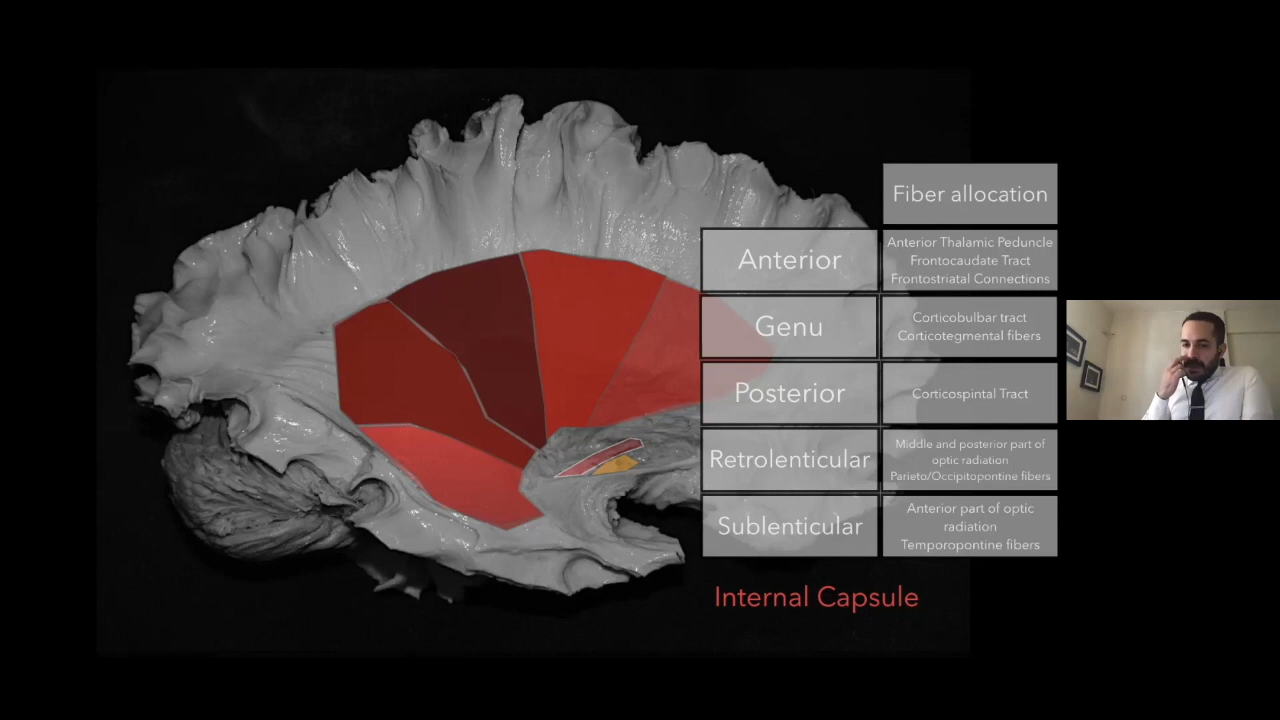 Fiber allocation
Anterior
Anterior Thalamic Peduncle
Frontocaudate Tract
Frontostriatal Connections
Genu
Corticobulbar tract
Corticotegmental fibers
Posterior
Corticospintal Tract
Retrolenticular
Middle and posterior part of
optic radiation
Parieto/Occipitopontine fibers
Sublenticular
Anterior part of optic
radiation
Temporopontine fibers
Internal Capsule